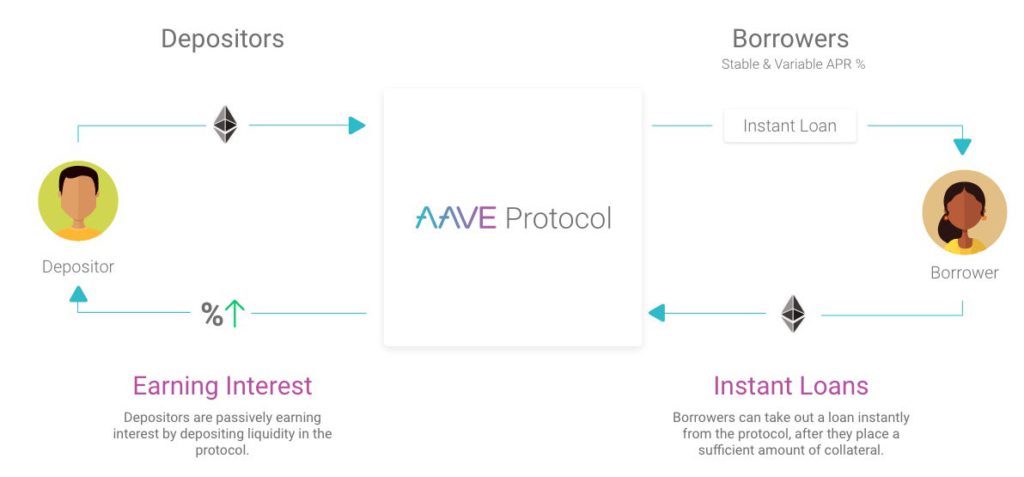 Depositors
Borrowers
Stable & Variable APR %
Instant Loan
AAVE Protocol
Depositor
Borrower
%
Earning Interest
Depositors are passively earning
interest by depositing liquidity in the
protocol.
Instant Loans
Borrowers can take out a loan instantly
from the protocol, after they place a
sufficient amount of collateral.